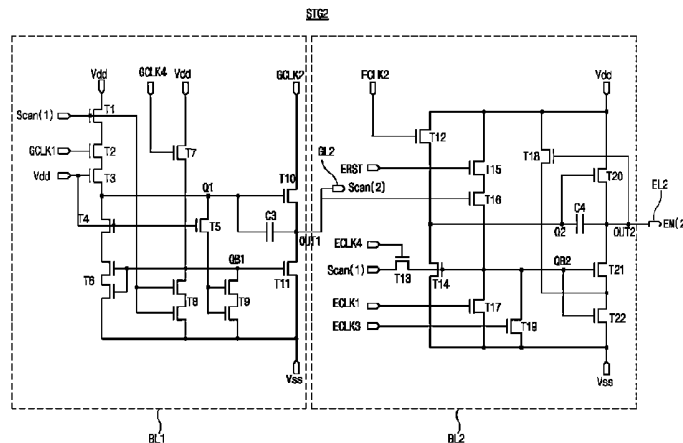 STG2
Vdd GCLK4 Vdd GCLK2 ECLK2 Vdd
Scan(1) T1 T7 T12 T18 T20
GCLK1 T2 GL2 EL2
Vdd T3 Q1 T10 Scan(2) ERST T15 C4
T4 T5 C3 OUT1 T16 Q2 OUT2 EM(2
ECLK4
T6 QB1 T11 Scan(1) T13 T14 QB2 T21
T8 T9 ECLK1 T17 T22
ECLK3 T19
Vss Vss
BL1 BL2